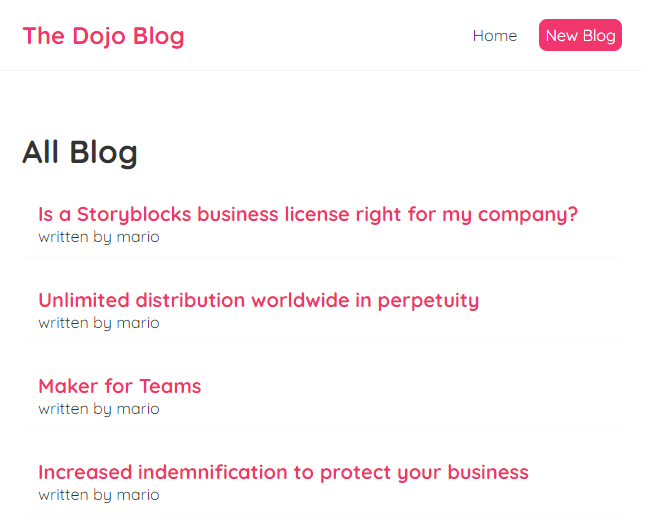 The Dojo Blog
Home
New Blog
All Blog
Is a Storyblocks business license right for my company?
written by mario
Unlimited distribution worldwide in perpetuity
written by mario
Maker for Teams
written by mario
Increased indemnification to protect your business
written by mario